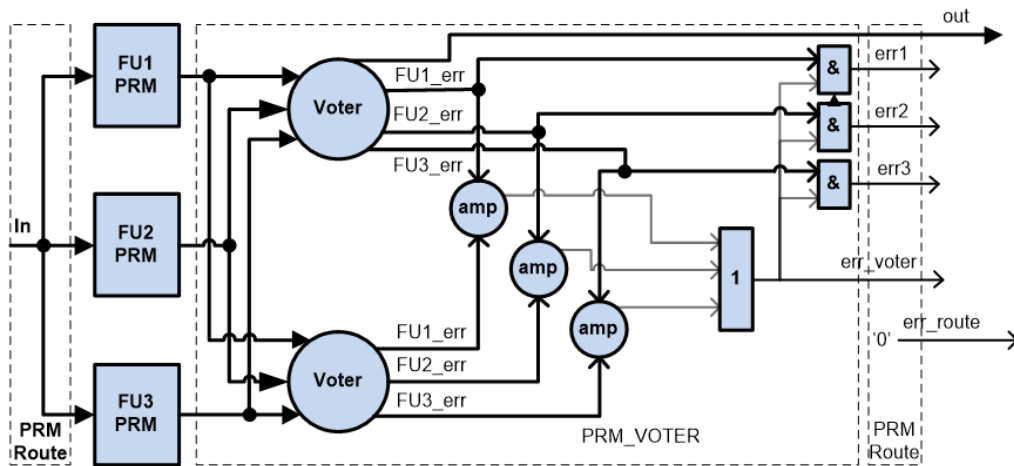 out
FU1
PRM
FU1_err
Voter
FU2_err
FU3_err
&
err1
&
err2
&
err3
amp
In
FU2
PRM
amp
1
err_voter
amp
FU1_err
Voter
FU2_err
FU3_err
'0'
err_route
FU3
PRM
PRM
Route
PRM_VOTER
PRM
Route